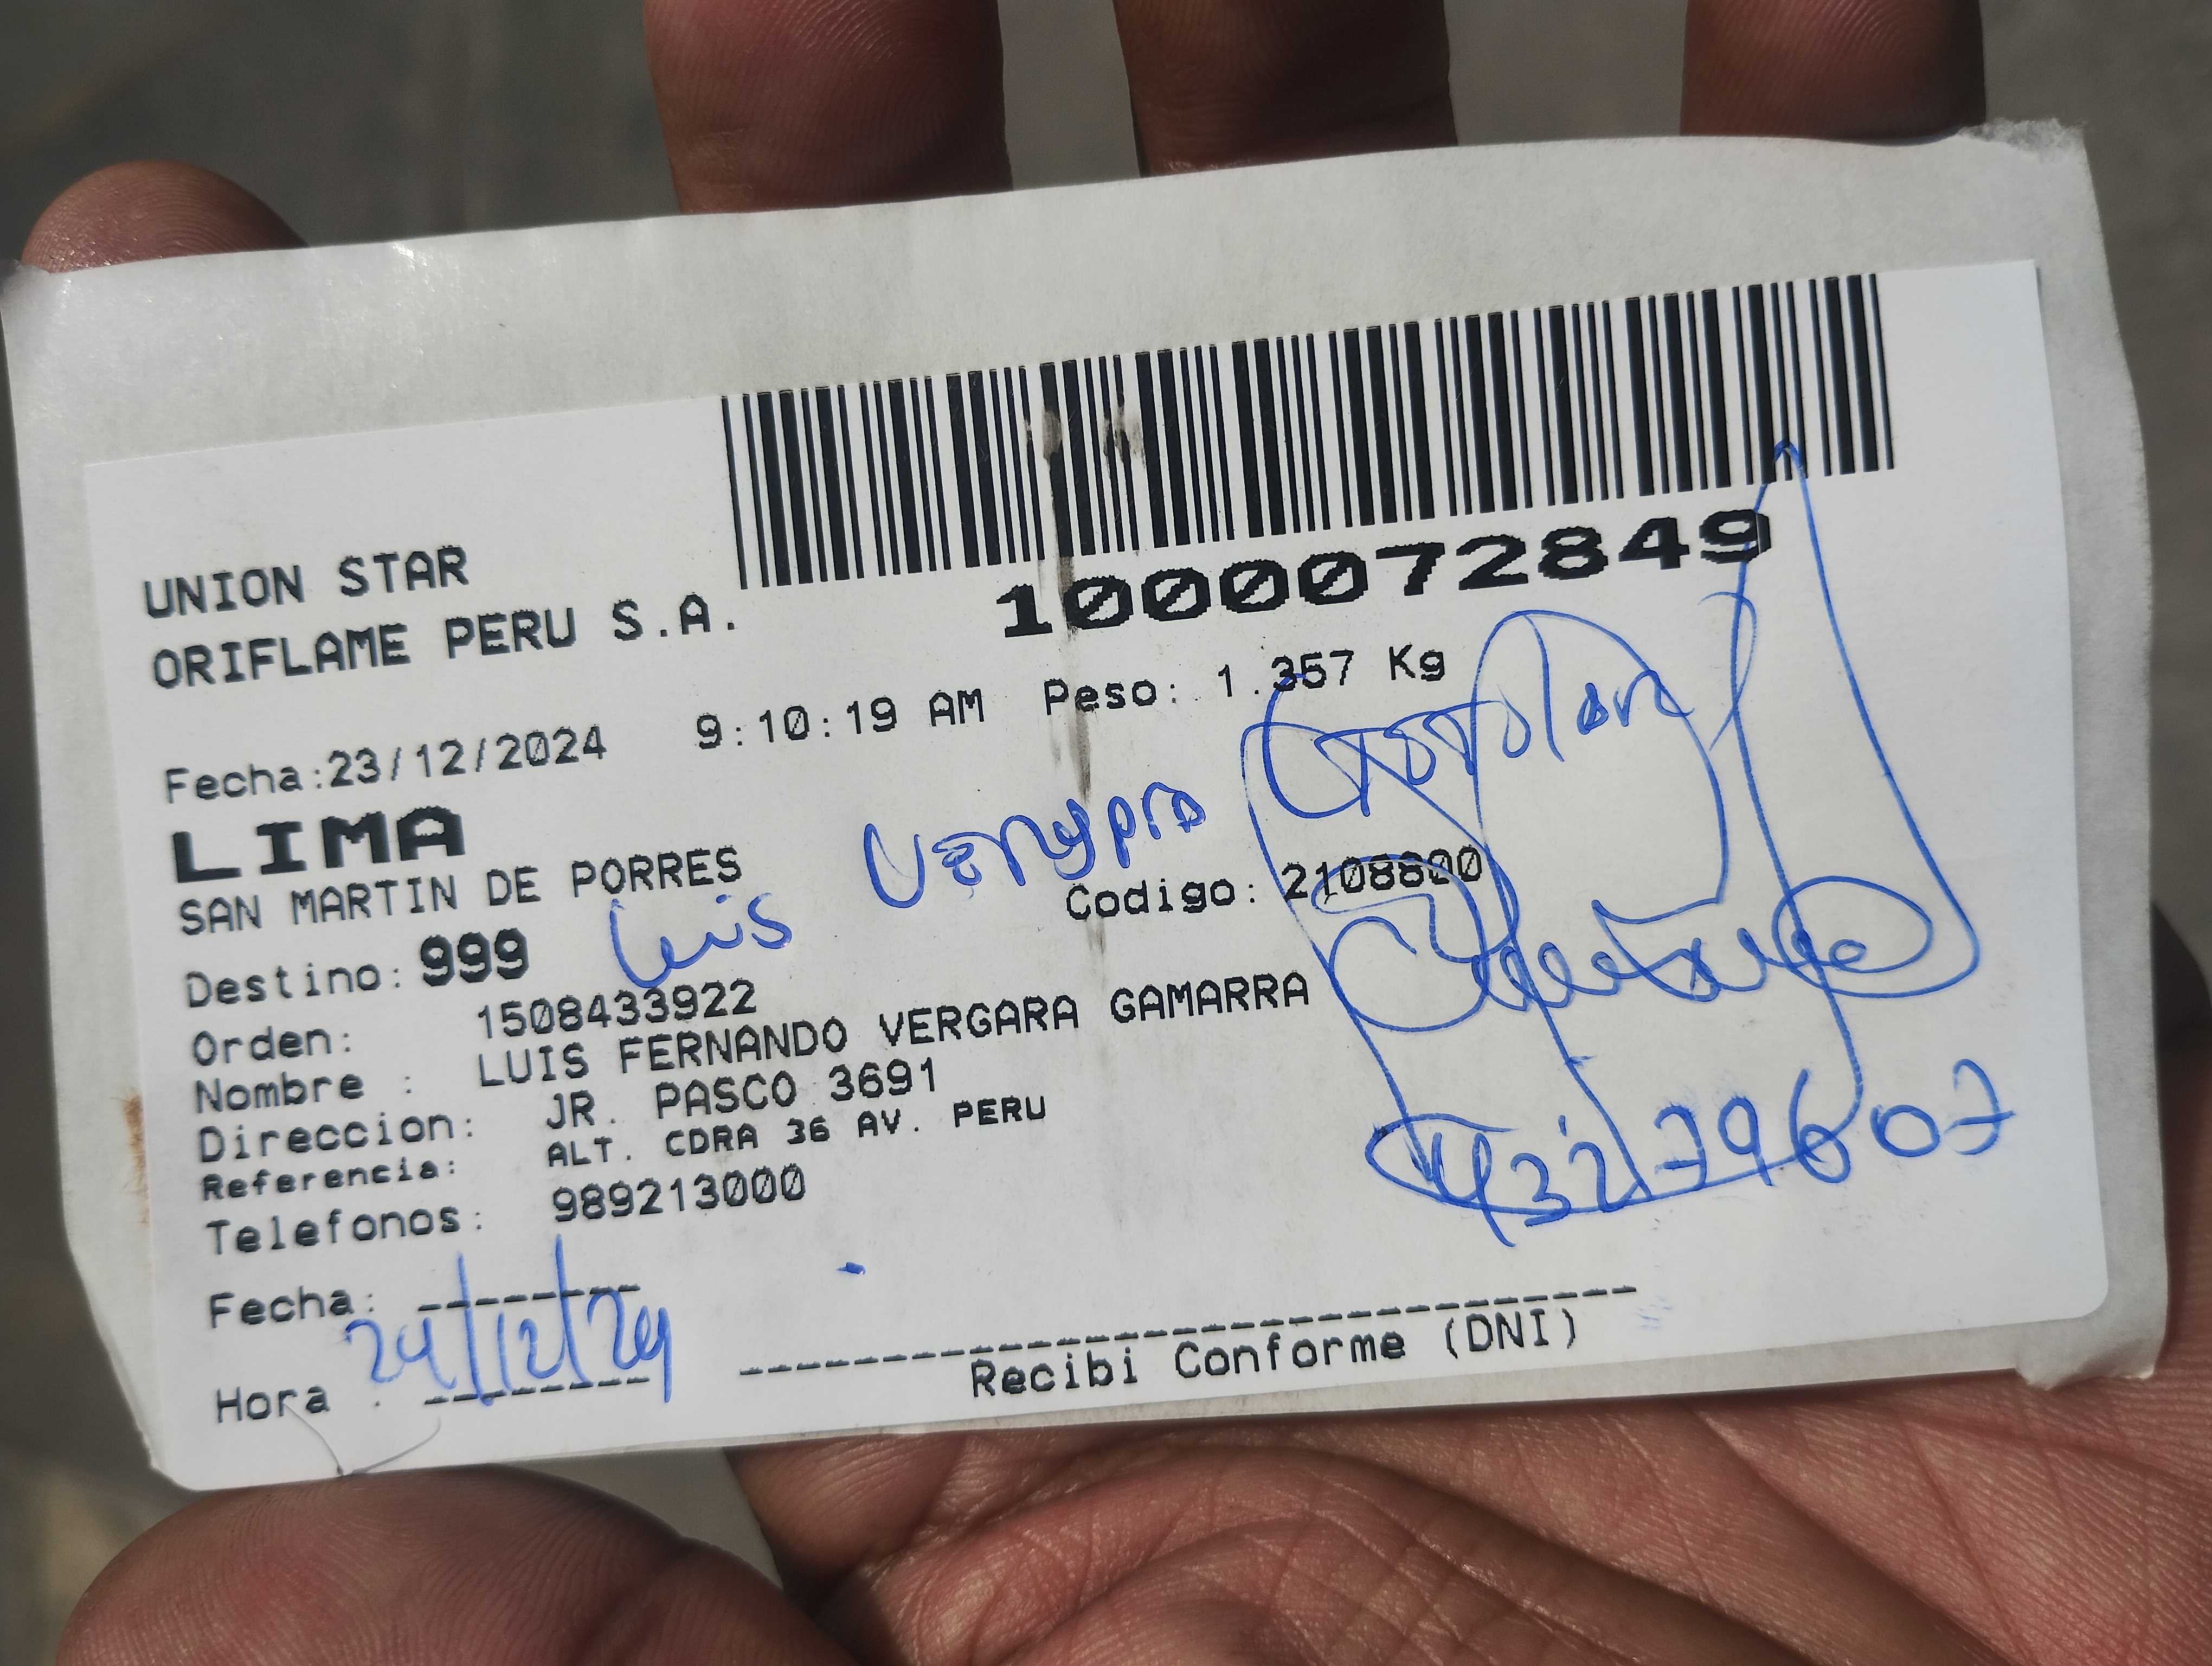 UNION STAR
ORIFLAME PERU S.A.
1000072849
Fecha:23/12/2024 9:10:19 AM Peso: 1.357 Kg
LIMA
SAN MARTIN DE PORRES
Destino: 999
Luis
Codigo: 2108800
Orden: 1508433922
Nombre : LUIS FERNANDO VERGARA GAMARRA
Direccion: JR. PASCO 3691
Referencia: ALT. CDRA 36 AV. PERU
Telefonos: 989213000
43279607
Fecha:
24/12/24
Hora :
Recibi Conforme (DNI)